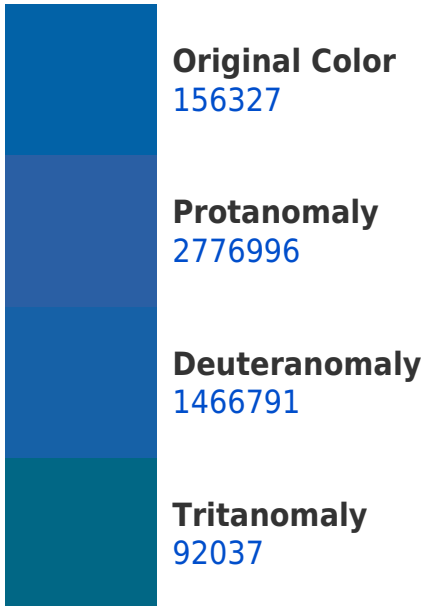 Original Color
156327
Protanomaly
2776996
Deuteranomaly
1466791
Tritanomaly
92037